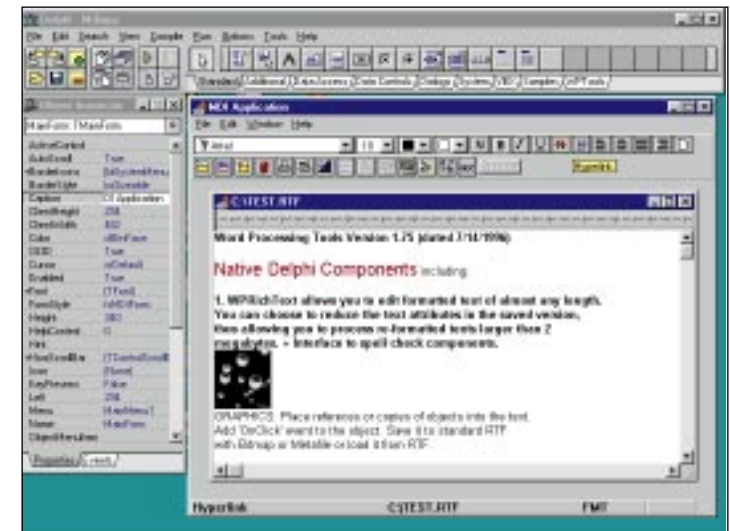 File Edit Search View Compile Run Options Tools Help
Standard Additional Data Access Data Controls Dialogs System VBX Samples WPTools
Object Inspector
MainForm: TMainForm
ActiveControl
AutoScroll True
BorderIcons
BorderStyle bsSizeable
Caption Application
ClientHeight
ClientWidth
Color clBtnFace
Ctl3D True
Cursor crDefault
Enabled True
Font (TFont)
FormStyle fsMDIForm
Height
HelpContext 0
Hint
HorzScrollBar
Icon (None)
KeyPreview False
Left
Menu MainMenu1
Name MainForm
ObjectMenuItem
Properties Events
MDI Application
File Edit Window Help
Arial
N B I U
Hyperlink
C:\TEST.RTF
Word Processing Tools Version 1.75 (dated 7/14/1996)
Native Delphi Components including:
1. WPRichText allows you to edit formatted text of almost any length.
You can choose to reduce the text attributes in the saved version,
thus allowing you to process re-formatted texts larger than 2
megabytes. + Interface to spell check components.
GRAPHICS: Place references or copies of objects into the text.
Add 'OnClick' event to the object. Save it to standard RTF
with Bitmap or Metafile or load it from RTF.
Hyperlink C:\TEST.RTF FMT